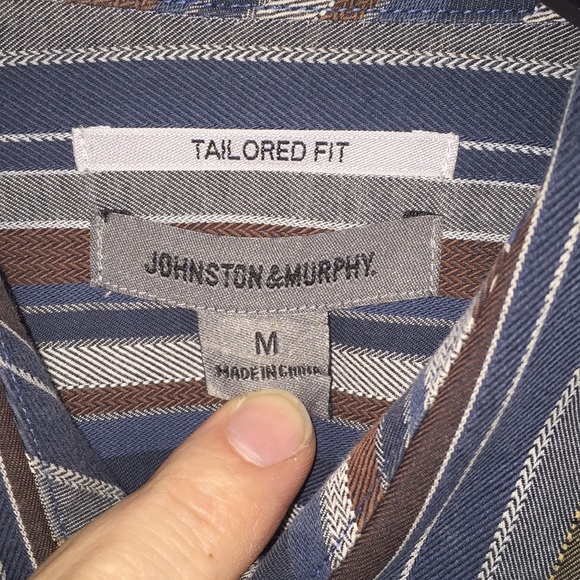 TAILORED FIT
JOHNSTON & MURPHY.
M
MADE IN CHINA